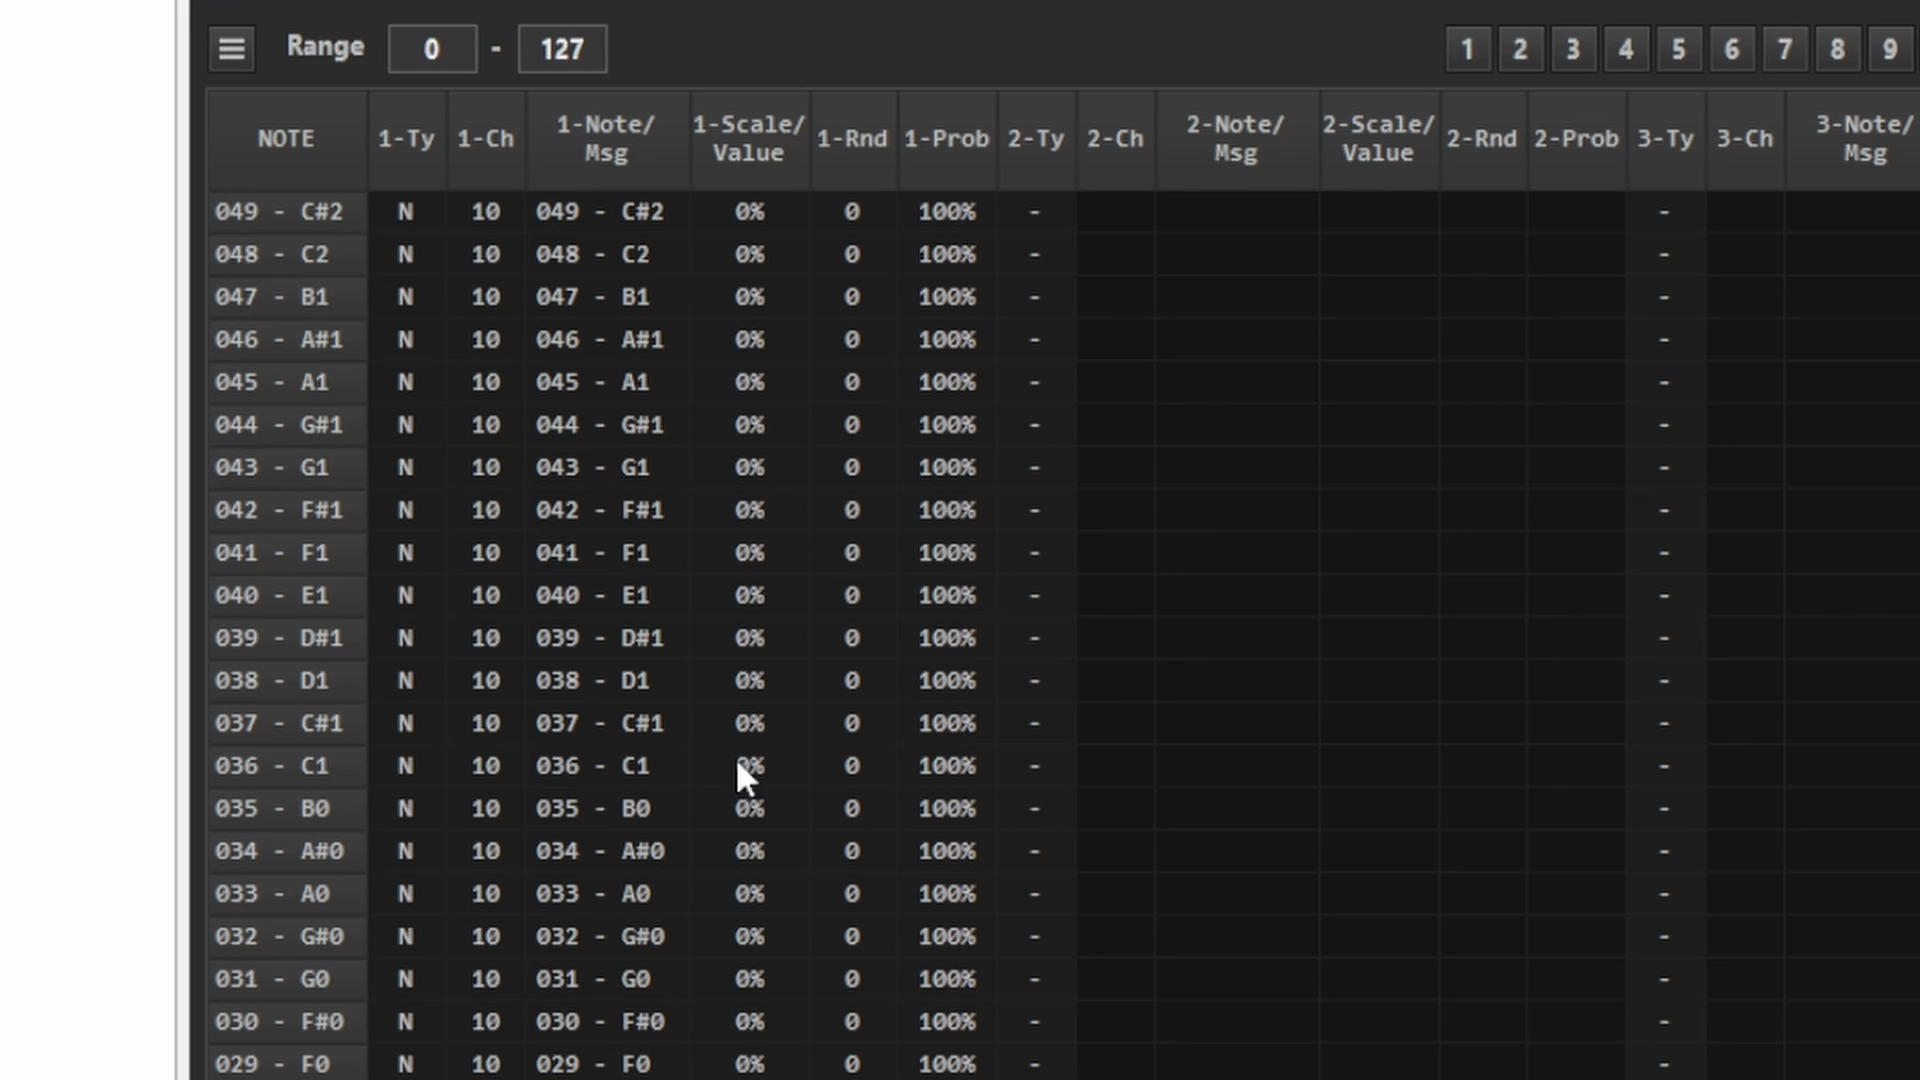 ☰ Range 0 - 127 1 2 3 4 5 6 7 8 9
NOTE 1-Ty 1-Ch 1-Note/Msg 1-Scale/Value 1-Rnd 1-Prob 2-Ty 2-Ch 2-Note/Msg 2-Scale/Value 2-Rnd 2-Prob 3-Ty 3-Ch 3-Note/Msg
049 - C#2 N 10 049 - C#2 0% 0 100% - -
048 - C2 N 10 048 - C2 0% 0 100% - -
047 - B1 N 10 047 - B1 0% 0 100% - -
046 - A#1 N 10 046 - A#1 0% 0 100% - -
045 - A1 N 10 045 - A1 0% 0 100% - -
044 - G#1 N 10 044 - G#1 0% 0 100% - -
043 - G1 N 10 043 - G1 0% 0 100% - -
042 - F#1 N 10 042 - F#1 0% 0 100% - -
041 - F1 N 10 041 - F1 0% 0 100% - -
040 - E1 N 10 040 - E1 0% 0 100% - -
039 - D#1 N 10 039 - D#1 0% 0 100% - -
038 - D1 N 10 038 - D1 0% 0 100% - -
037 - C#1 N 10 037 - C#1 0% 0 100% - -
036 - C1 N 10 036 - C1 0% 0 100% - -
035 - B0 N 10 035 - B0 0% 0 100% - -
034 - A#0 N 10 034 - A#0 0% 0 100% - -
033 - A0 N 10 033 - A0 0% 0 100% - -
032 - G#0 N 10 032 - G#0 0% 0 100% - -
031 - G0 N 10 031 - G0 0% 0 100% - -
030 - F#0 N 10 030 - F#0 0% 0 100% - -
029 - F0 N 10 029 - F0 0% 0 100% - -